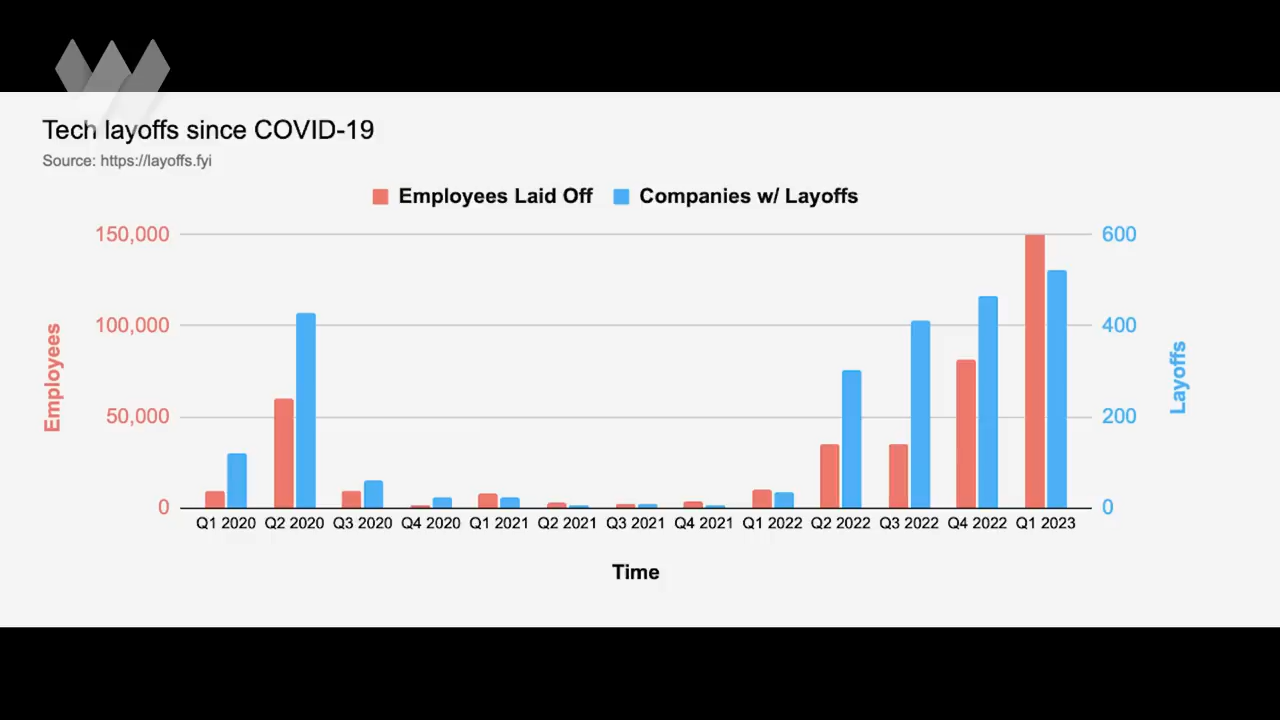 Tech layoffs since COVID-19
Source: https://layoffs.fyi
Employees Laid Off Companies w/ Layoffs
150,000 600
100,000 400
50,000 200
0 0
Employees
Layoffs
Q1 2020 Q2 2020 Q3 2020 Q4 2020 Q1 2021 Q2 2021 Q3 2021 Q4 2021 Q1 2022 Q2 2022 Q3 2022 Q4 2022 Q1 2023
Time